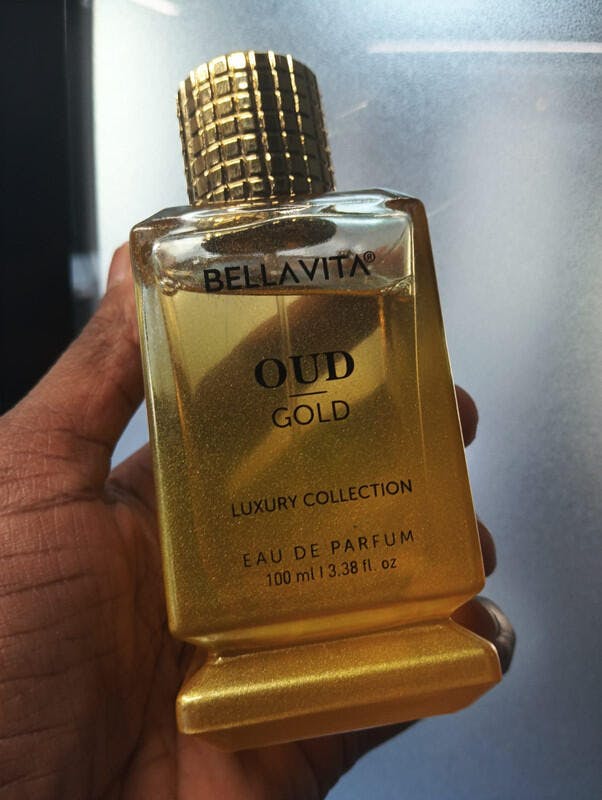 BELLAVITA®
OUD
GOLD
LUXURY COLLECTION
EAU DE PARFUM
100 ml | 3.38 fl. oz